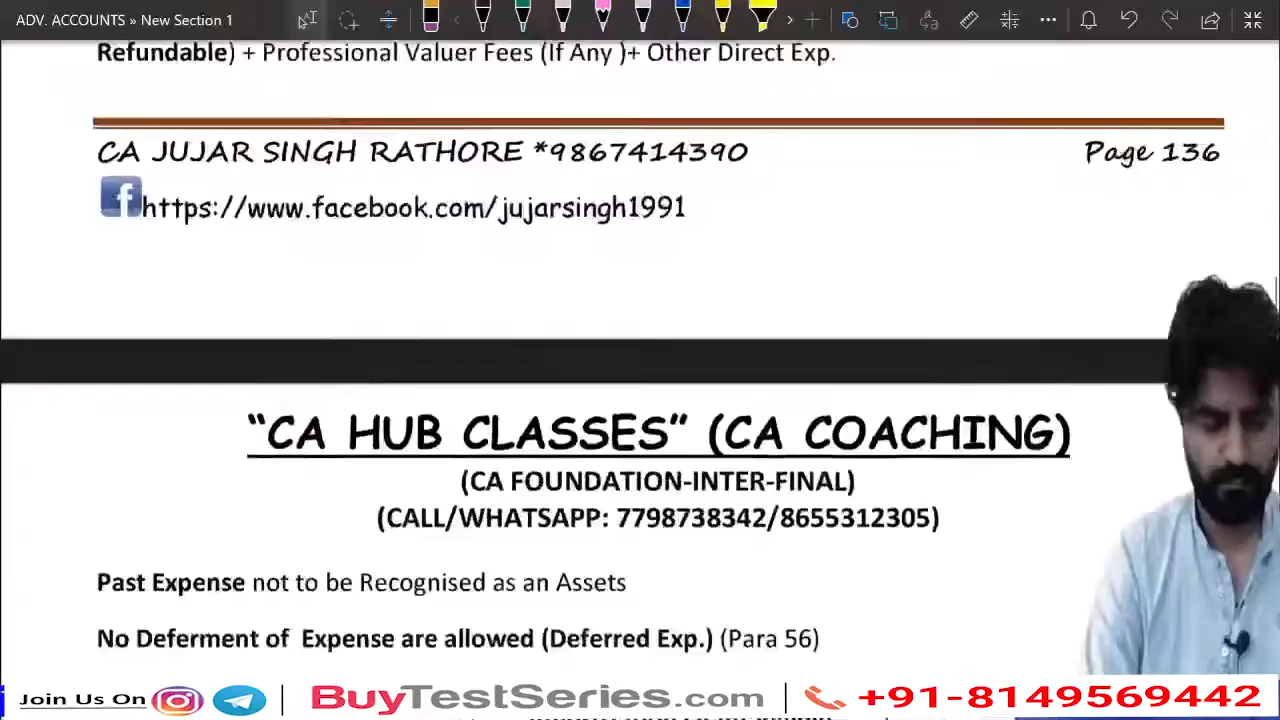 ADV. ACCOUNTS » New Section 1
Refundable) + Professional Valuer Fees (If Any )+ Other Direct Exp.
CA JUJAR SINGH RATHORE *9867414390
Page 136
https://www.facebook.com/jujarsingh1991
“CA HUB CLASSES” (CA COACHING)
(CA FOUNDATION-INTER-FINAL)
(CALL/WHATSAPP: 7798738342/8655312305)
Past Expense not to be Recognised as an Assets
No Deferment of Expense are allowed (Deferred Exp.) (Para 56)
Join Us On
BuyTestSeries.com
+91-8149569442